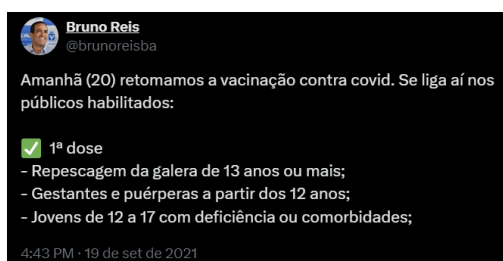 Bruno Reis
@brunoreisba
Amanhã (20) retomamos a vacinação contra covid. Se liga aí nos
públicos habilitados:
✅ 1ª dose
- Repescagem da galera de 13 anos ou mais;
- Gestantes e puérperas a partir dos 12 anos;
- Jovens de 12 a 17 com deficiência ou comorbidades;
4:43 PM · 19 de set de 2021